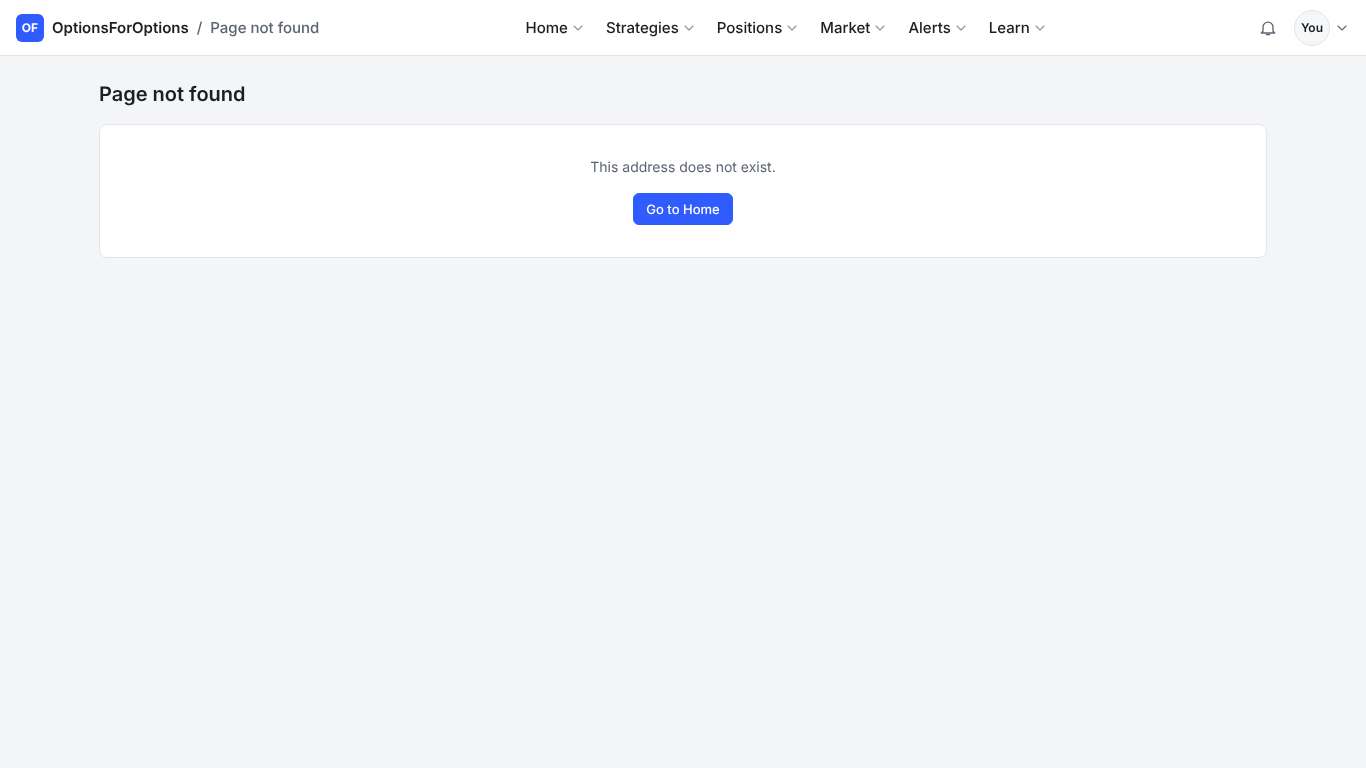 OF OptionsForOptions / Page not found Home Strategies Positions Market Alerts Learn You
Page not found
This address does not exist.
Go to Home